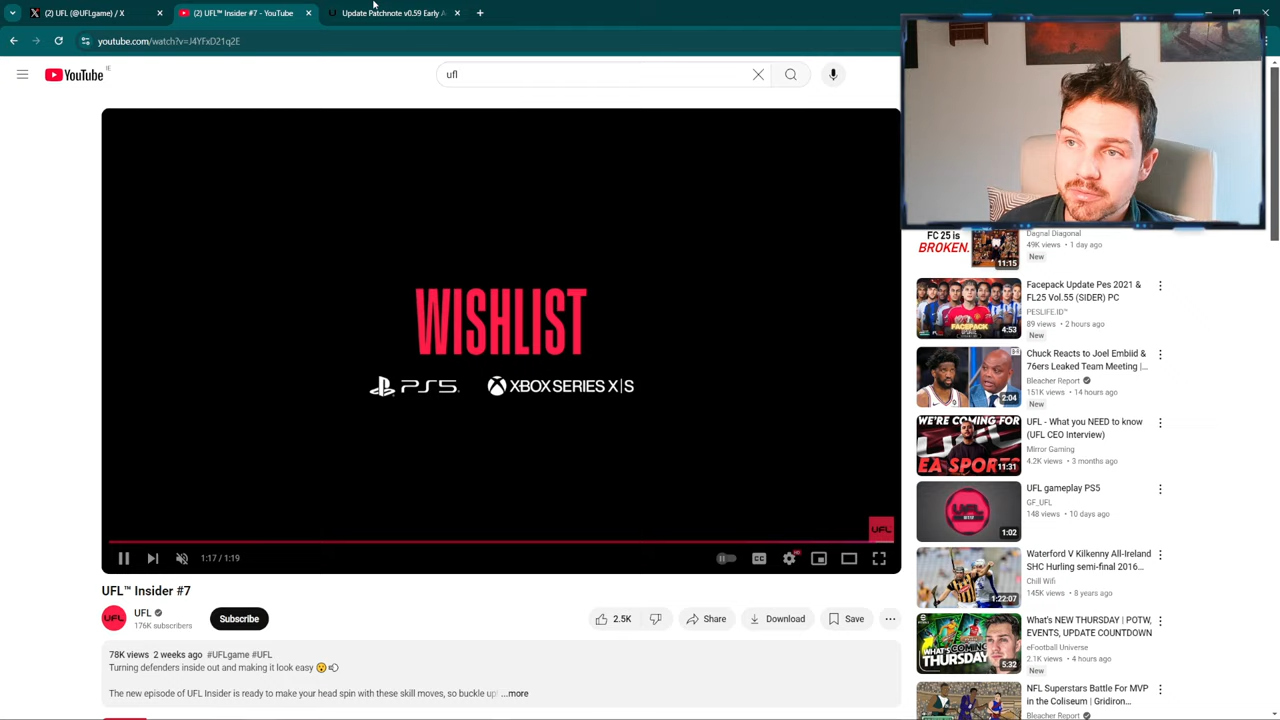 (2) UFL (@UFLgame) / X
(2) UFL™ Insider #7 - YouTube
Update Patchnote v0.59 Early A
youtube.com/watch?v=J4YFxD21q2E
YouTube IE
ufl
WISHLIST
PS5 XBOX SERIES X|S
UFL
1:17 / 1:19
CC
HD
UFL™ Insider #7
UFL
UFL
176K subscribers
Subscribe
2.5K
Share
Download
Save
78K views 2 weeks ago #UFLgame #UFL
Turning defenders inside out and making it look easy
The new episode of UFL Insider is ready to make your head spin with these skill moves, so buckle up! ...more
FC 25 is
BROKEN.
11:15
Dagnal Diagonal
49K views • 1 day ago
New
FACEPACK
4:53
Facepack Update Pes 2021 &
FL25 Vol.55 (SIDER) PC
PESLIFE.ID™
89 views • 2 hours ago
New
2:04
Chuck Reacts to Joel Embiid &
76ers Leaked Team Meeting |...
Bleacher Report
151K views • 14 hours ago
New
WE'RE COMING FOR
EA SPORTS
11:31
UFL - What you NEED to know
(UFL CEO Interview)
Mirror Gaming
4.2K views • 3 months ago
UFL
1:02
UFL gameplay PS5
GF_UFL
148 views • 10 days ago
1:22:07
Waterford V Kilkenny All-Ireland
SHC Hurling semi-final 2016...
Chill Wifi
145K views • 8 years ago
WHAT'S COMING
THURSDAY
5:32
What's NEW THURSDAY | POTW,
EVENTS, UPDATE COUNTDOWN
eFootball Universe
2.1K views • 4 hours ago
New
NFL Superstars Battle For MVP
in the Coliseum | Gridiron...
Bleacher Report